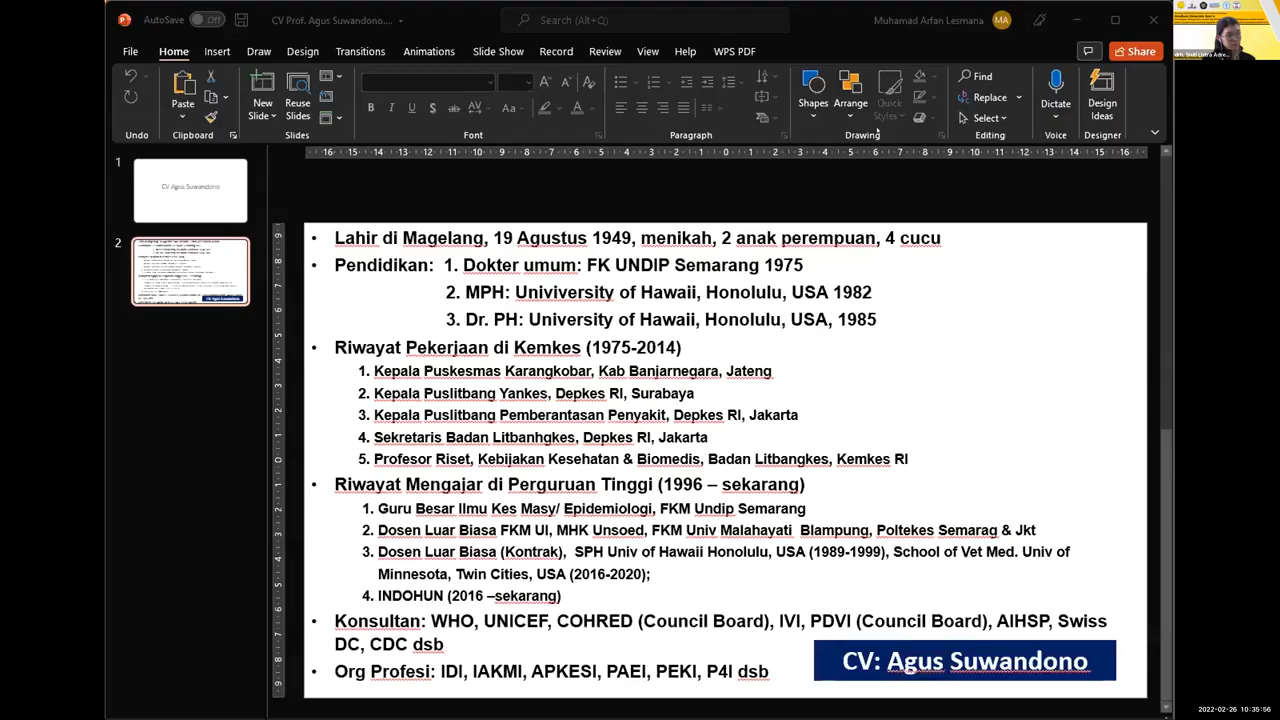 AutoSave Off CV Prof. Agus Suwandono.... rch (Alt+Q) Muhamad Lesmana MA
File Home Insert Draw Design Transitions Animations Slide Show Record Review View Help WPS PDF Share
Paste New Slide Reuse Slides Shapes Arrange Quick Styles Find Replace Select Dictate Design Ideas
Undo Clipboard Slides Font Paragraph Drawing Editing Voice Designer
1
CV Agus Suwandono
2
• Lahir di Magelang, 19 Agustus 1949, menikah, 2 anak perempuan, 4 cucu
Semarang 1975
2. MPH: Hawaii, Honolulu, USA 1982
3. Dr. PH: University of Hawaii, Honolulu, USA, 1985
• Riwayat Pekerjaan di Kemkes (1975-2014)
1. Kepala Puskesmas Karangkobar, Kab Banjarnegara, Jateng
2. Kepala Puslitbang Yankes, Depkes RI, Surabaya
3. Kepala Puslitbang Pemberantasan Penyakit, Depkes RI, Jakarta
4. Sekretaris Badan Litbanhgkes, Depkes RI, Jakarta
5. Profesor Riset, Kebijakan Kesehatan & Biomedis, Badan Litbangkes, Kemkes RI
• Riwayat Mengajar di Perguruan Tinggi (1996 – sekarang)
1. Guru Besar Ilmu Kes Masy/ Epidemiologi, FKM Undip Semarang
2. Dosen Luar Biasa FKM UI, MHK Unsoed, FKM Univ Malahayati Blampung, Poltekes Semrag & Jkt
3. Dosen Luar Biasa (Kontrak), SPH Univ of Hawaii Honolulu, USA (1989-1999), School of Vet Med. Univ of
Minnesota, Twin Cities, USA (2016-2020);
4. INDOHUN (2016 –sekarang)
• Konsultan: WHO, UNICEF, COHRED (Council Board), IVI, PDVI (Council Board), AIHSP, Swiss
DC, CDC dsb
• Org Profesi: IDI, IAKMI, APKESI, PAEI, PEKI, P4I dsb
CV: Agus Suwandono
2022-02-26 10:35:56